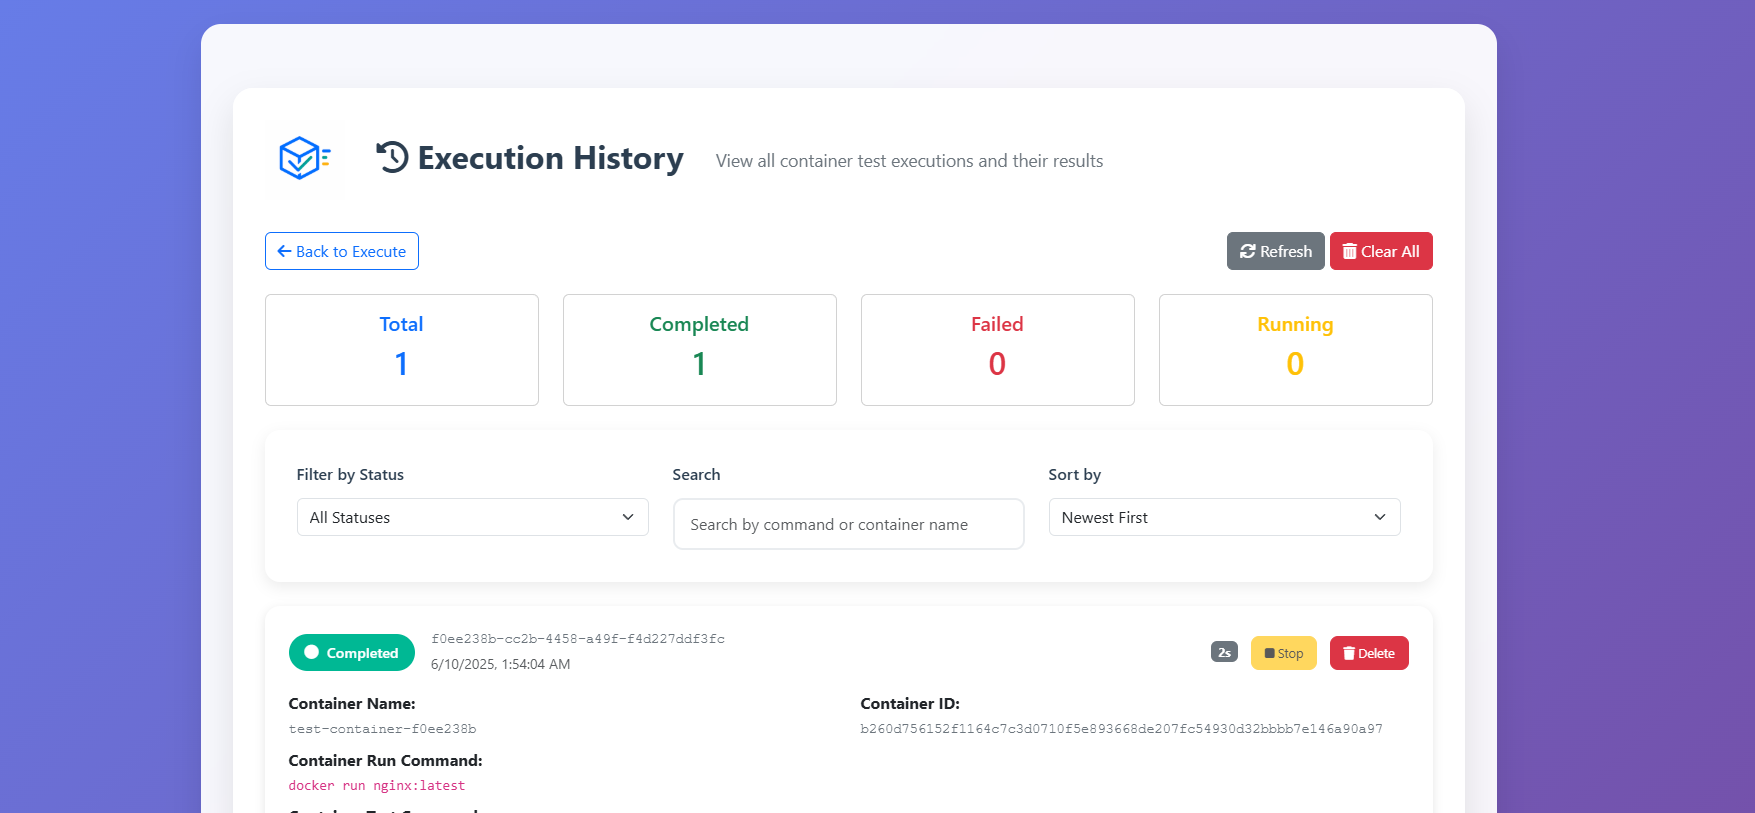 Execution History
View all container test executions and their results
Back to Execute
Refresh
Clear All
Total
1
Completed
1
Failed
0
Running
0
Filter by Status
All Statuses
Search
Search by command or container name
Sort by
Newest First
Completed
f0ee238b-cc2b-4458-a49f-f4d227ddf3fc
6/10/2025, 1:54:04 AM
2s
Stop
Delete
Container Name:
test-container-f0ee238b
Container ID:
b260d756152f1164c7c3d0710f5e893668de207fc54930d32bbbb7e146a90a97
Container Run Command:
docker run nginx:latest